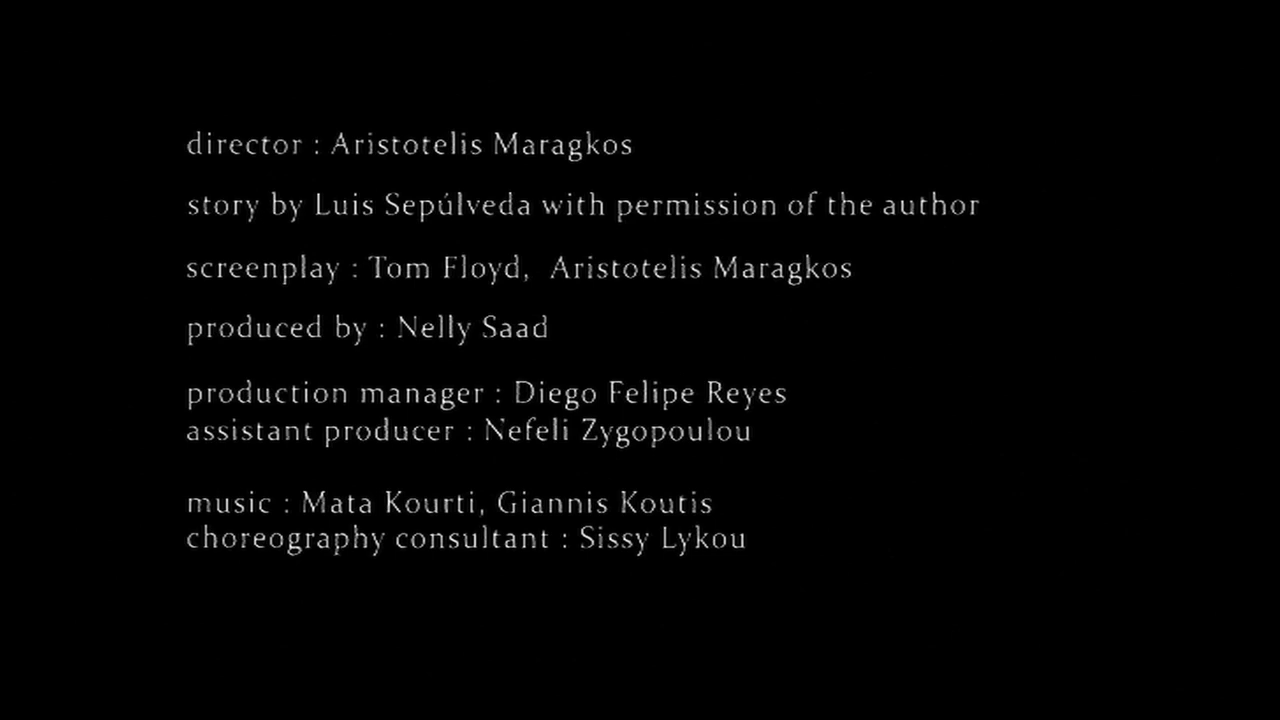 director : Aristotelis Maragkos
story by Luis Sepúlveda with permission of the author
screenplay : Tom Floyd, Aristotelis Maragkos
produced by : Nelly Saad
production manager : Diego Felipe Reyes
assistant producer : Nefeli Zygopoulou
music : Mata Kourti, Giannis Koutis
choreography consultant : Sissy Lykou